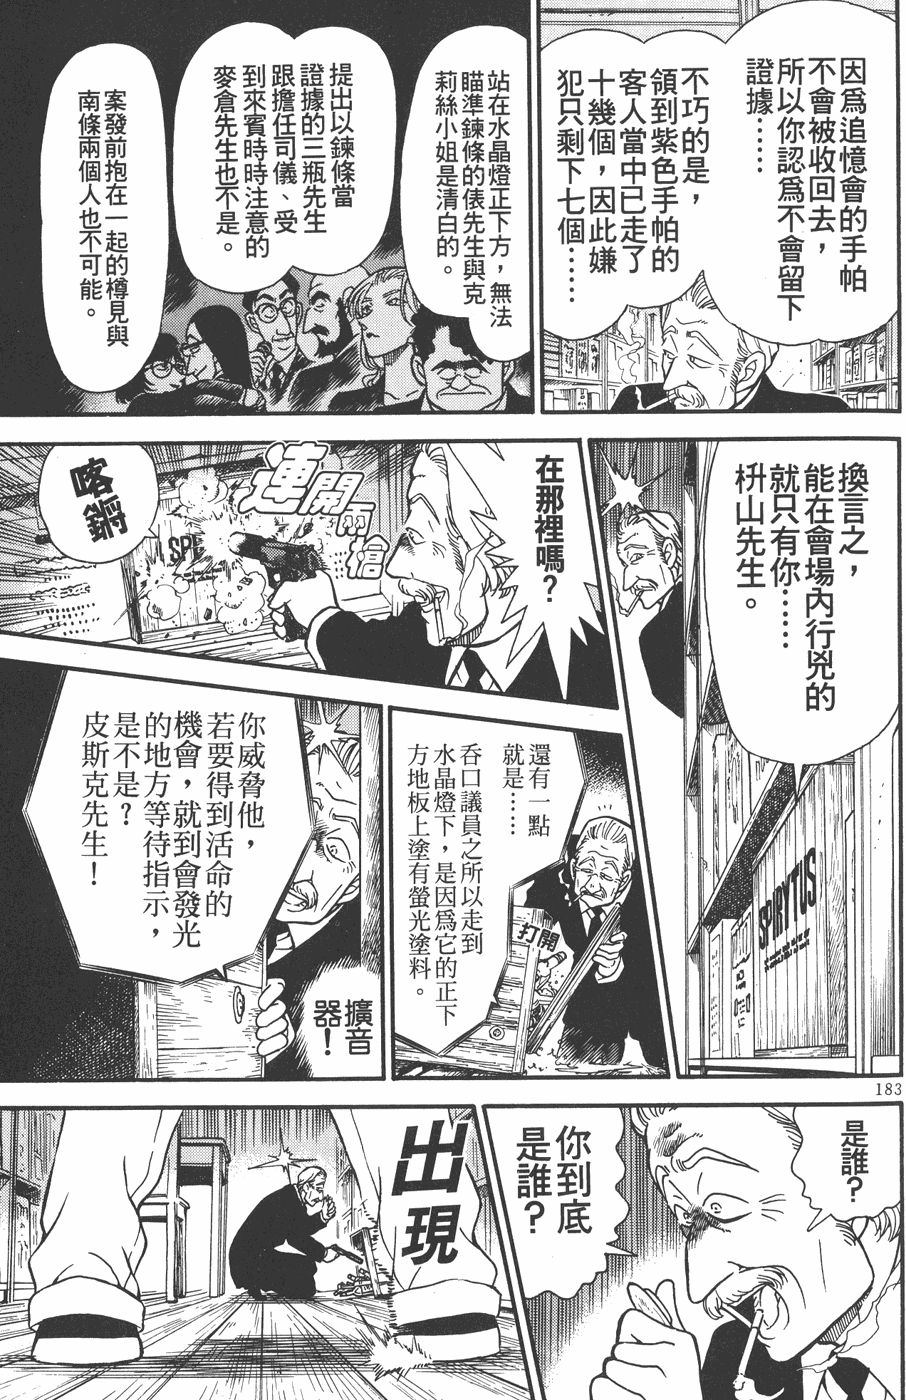 因為追憶會的手帕
不會被收回去，
所以你認為不會留下
證據……
不巧的是，
領到紫色手帕的
客人當中已走了
十幾個，因此嫌
犯只剩下七個……
站在水晶燈正下方，無法
瞄準鍊條的俵先生與克
莉絲小姐是清白的。
提出以鍊條當
證據的三瓶先生
跟擔任司儀、受
到來賓時時注意的
麥倉先生也不是。
案發前抱在一起的樽見與
南條兩個人也不可能。
換言之，
能在會場內行兇的
就只有你……
枡山先生。
SPIRYTUS
在那裡嗎？
連開兩槍
喀鏘
SPE
還有一點
就是……
吞口議員之所以走到
水晶燈下，是因為它的正下
方地板上塗有螢光塗料。
打開
你威脅他，
若要得到活命的
機會，就到會發光
的地方等待指示，
是不是？
皮斯克先生！
擴音
器！
183
是誰？
你到底
是誰？
出現